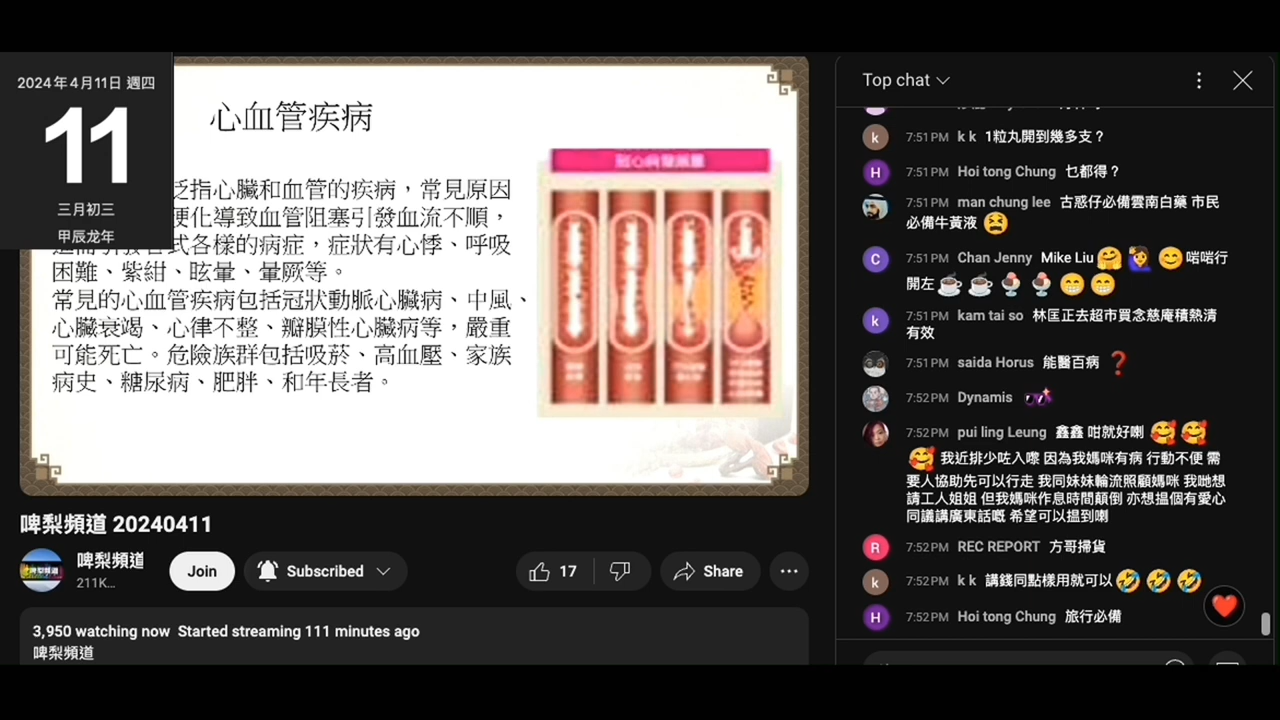 2024年4月11日 週四
11
三月初三
甲辰龙年
心血管疾病
泛指心臟和血管的疾病，常見原因
硬化導致血管阻塞引發血流不順，
各式各樣的病症，症狀有心悸、呼吸
困難、紫紺、眩暈、暈厥等。
常見的心血管疾病包括冠狀動脈心臟病、中風、
心臟衰竭、心律不整、瓣膜性心臟病等，嚴重
可能死亡。危險族群包括吸菸、高血壓、家族
病史、糖尿病、肥胖、和年長者。
啤梨頻道 20240411
啤梨頻道
211K...
Join
Subscribed
17
Share
3,950 watching now Started streaming 111 minutes ago
啤梨頻道
Top chat
7:51 PM k k 1粒丸開到幾多支？
7:51 PM Hoi tong Chung 乜都得？
7:51 PM man chung lee 古惑仔必備雲南白藥 市民
必備牛黃液 😫
7:51 PM Chan Jenny Mike Liu 🤗 🙋‍♀️ 😊 啱啱行
開左 ☕ ☕ 🍨 🍨 😁 😁
7:51 PM kam tai so 林匡正去超市買念慈庵積熱清
有效
7:51 PM saida Horus 能醫百病 ❓
7:52 PM Dynamis
7:52 PM pui ling Leung 鑫鑫 咁就好喇 🥰 🥰
🥰 我近排少咗入嚟 因為我媽咪有病 行動不便 需
要人協助先可以行走 我同妹妹輪流照顧媽咪 我哋想
請工人姐姐 但我媽咪作息時間顛倒 亦想搵個有愛心
同議講廣東話嘅 希望可以搵到喇
7:52 PM REC REPORT 方哥掃貨
7:52 PM k k 講錢同點樣用就可以 🤣 🤣 🤣
7:52 PM Hoi tong Chung 旅行必備